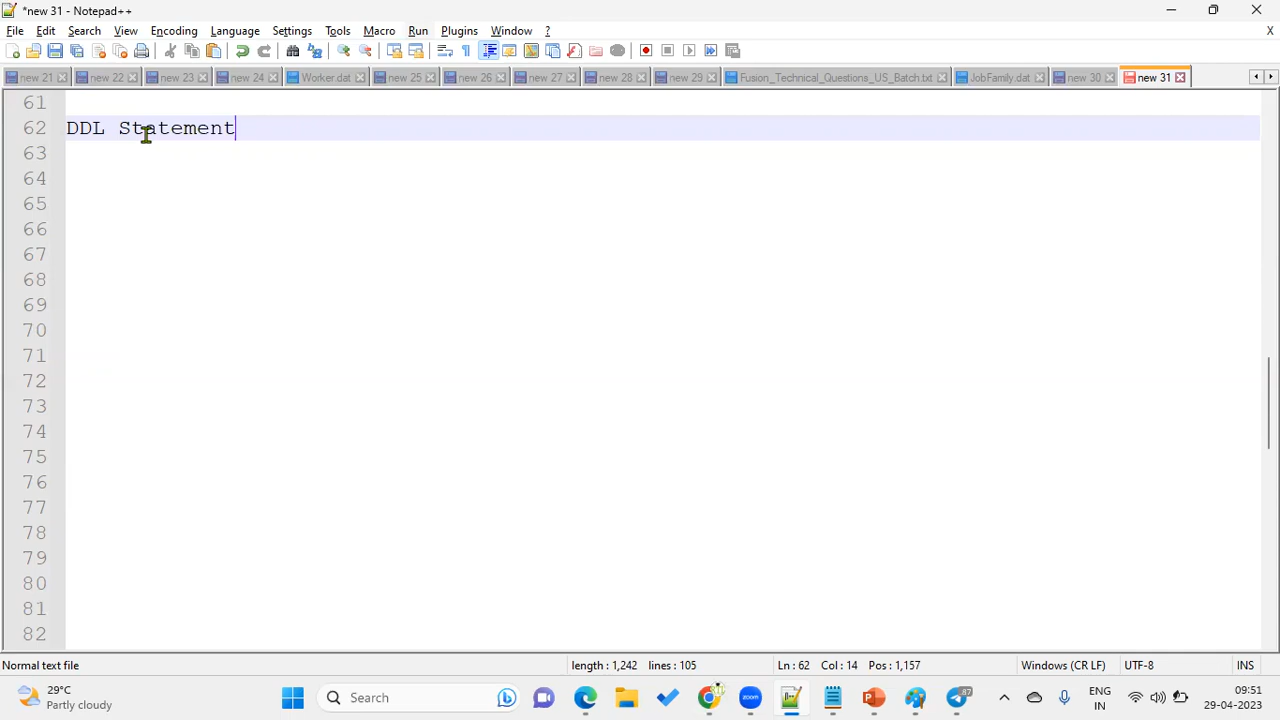 *new 31 - Notepad++
File Edit Search View Encoding Language Settings Tools Macro Run Plugins Window ? X
new 21 new 22 new 23 new 24 Worker.dat new 25 new 26 new 27 new 28 new 29 Fusion_Technical_Questions_US_Batch.txt JobFamily.dat new 30 new 31
61
62 DDL Statement
63
64
65
66
67
68
69
70
71
72
73
74
75
76
77
78
79
80
81
82
Normal text file length : 1,242 lines : 105 Ln : 62 Col : 14 Pos : 1,157 Windows (CR LF) UTF-8 INS
29°C
Partly cloudy
Search
zoom
87
ENG
IN
09:51
29-04-2023